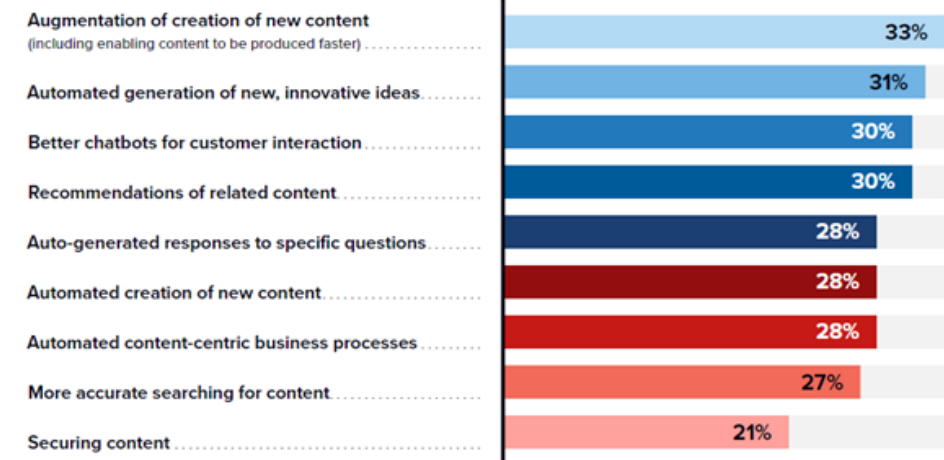 Augmentation of creation of new content
(including enabling content to be produced faster) 33%
Automated generation of new, innovative ideas 31%
Better chatbots for customer interaction 30%
Recommendations of related content 30%
Auto-generated responses to specific questions 28%
Automated creation of new content 28%
Automated content-centric business processes 28%
More accurate searching for content 27%
Securing content 21%